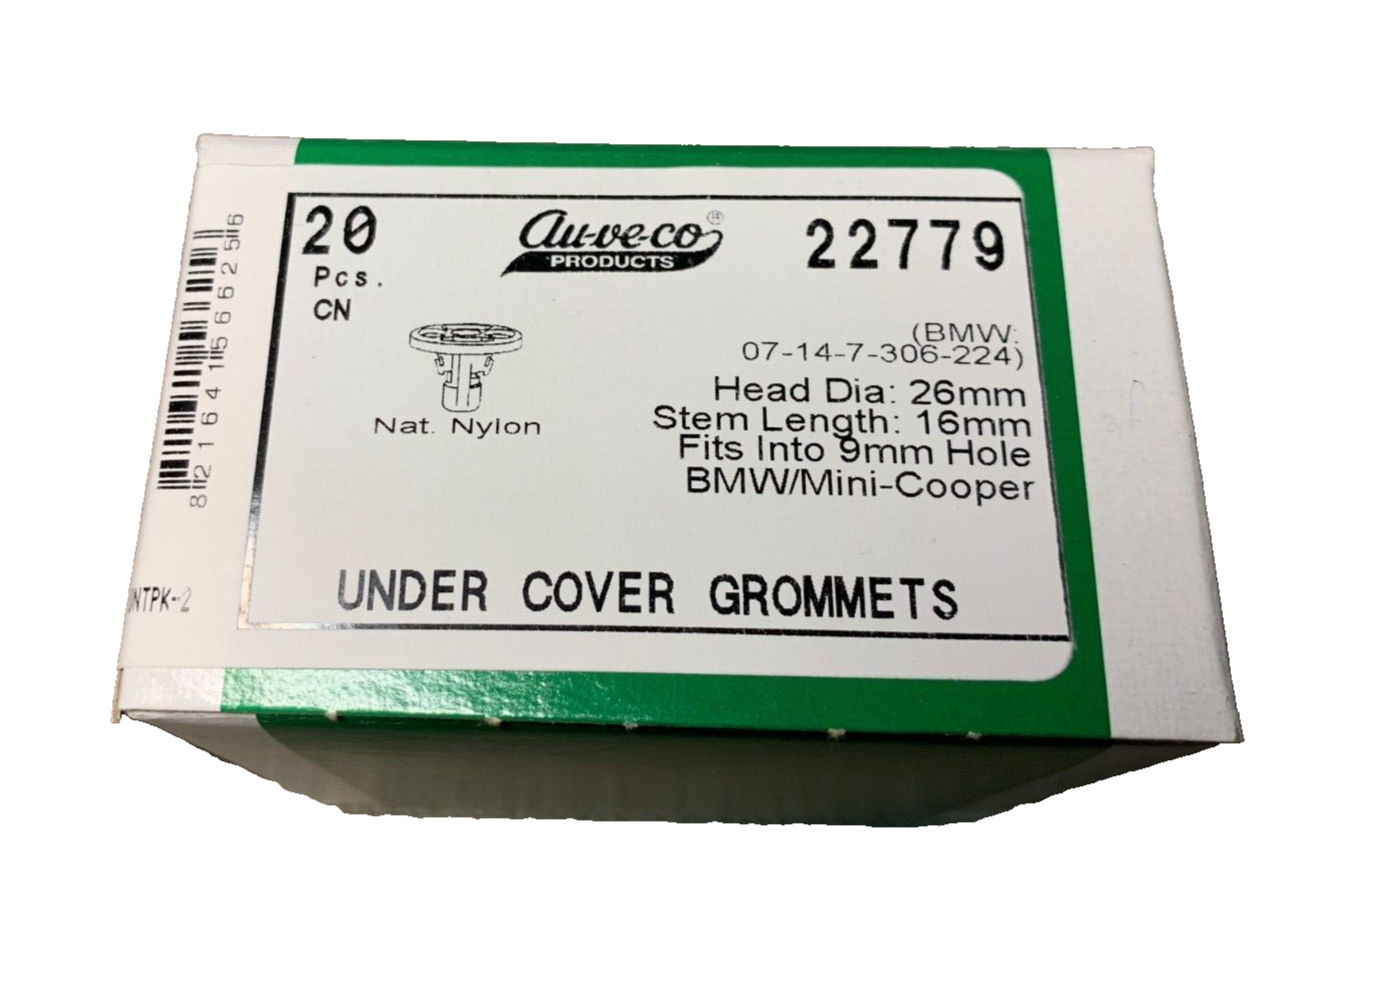 20
Pcs.
CN
au-ve-co®
PRODUCTS
22779
(BMW:
07-14-7-306-224)
Head Dia: 26mm
Stem Length: 16mm
Fits Into 9mm Hole
BMW/Mini-Cooper
Nat. Nylon
UNDER COVER GROMMETS